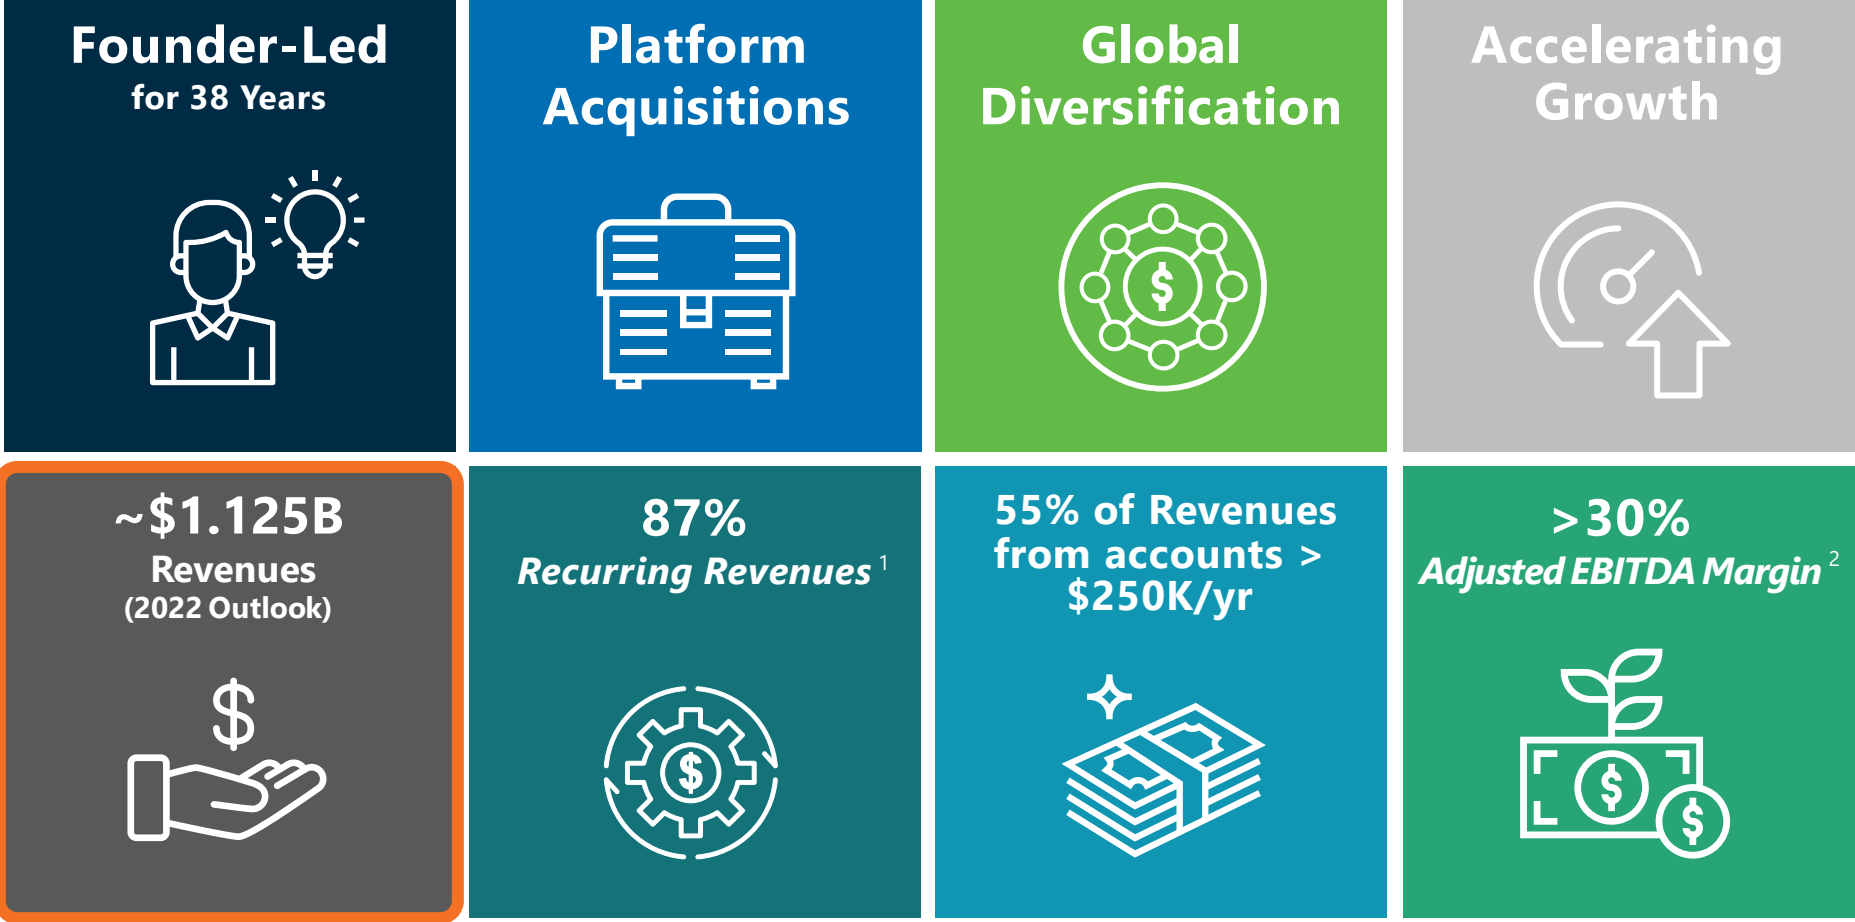 Founder-Led
for 38 Years
Platform
Acquisitions
Global
Diversification
Accelerating
Growth
~$1.125B
Revenues
(2022 Outlook)
$
87%
Recurring Revenues 1
$
55% of Revenues
from accounts >
$250K/yr
>30%
Adjusted EBITDA Margin 2
$
$
$